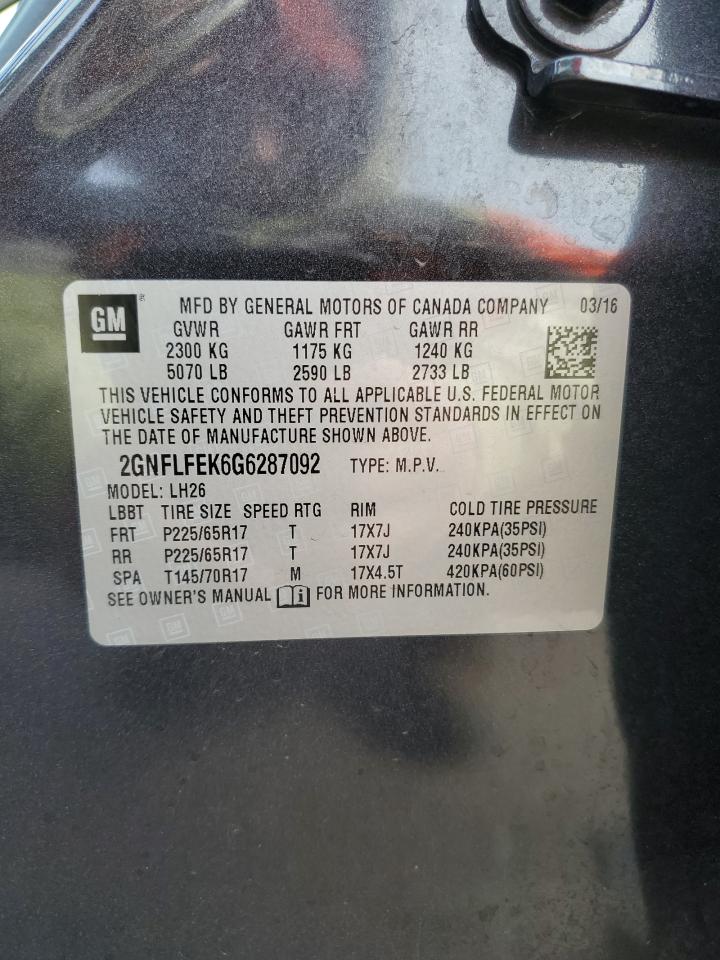 GM ® MFD BY GENERAL MOTORS OF CANADA COMPANY 03/16
GVWR GAWR FRT GAWR RR
2300 KG 1175 KG 1240 KG
5070 LB 2590 LB 2733 LB
THIS VEHICLE CONFORMS TO ALL APPLICABLE U.S. FEDERAL MOTOR
VEHICLE SAFETY AND THEFT PREVENTION STANDARDS IN EFFECT ON
THE DATE OF MANUFACTURE SHOWN ABOVE.
2GNFLFEK6G6287092 TYPE: M.P.V.
MODEL: LH26
LBBT TIRE SIZE SPEED RTG RIM COLD TIRE PRESSURE
FRT P225/65R17 T 17X7J 240KPA(35PSI)
RR P225/65R17 T 17X7J 240KPA(35PSI)
SPA T145/70R17 M 17X4.5T 420KPA(60PSI)
SEE OWNER'S MANUAL i FOR MORE INFORMATION.